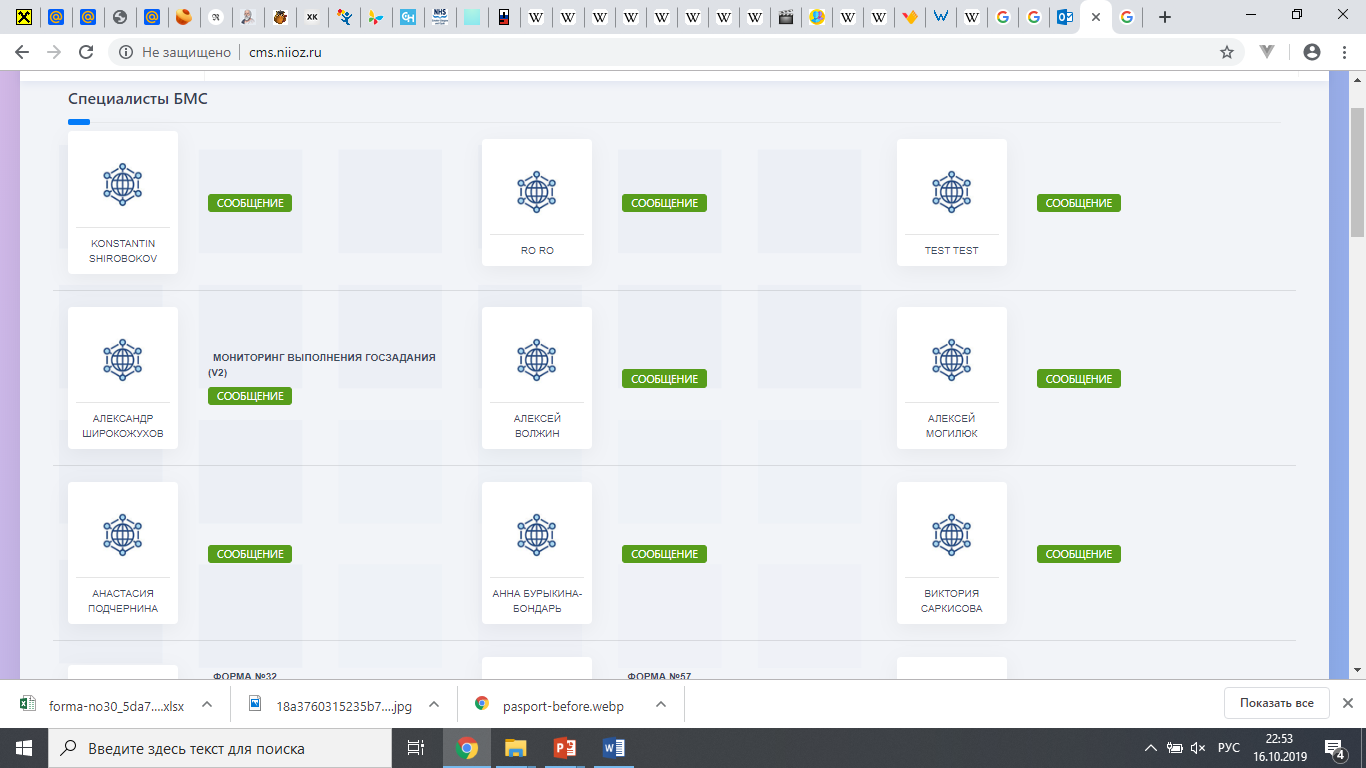 Не защищено
cms.niioz.ru
Специалисты БМС
KONSTANTIN
SHIROBOKOV
СООБЩЕНИЕ
RO RO
СООБЩЕНИЕ
TEST TEST
СООБЩЕНИЕ
АЛЕКСАНДР
ШИРОКОЖУХОВ
МОНИТОРИНГ ВЫПОЛНЕНИЯ ГОСЗАДАНИЯ
(V2)
СООБЩЕНИЕ
АЛЕКСЕЙ
ВОЛЖИН
СООБЩЕНИЕ
АЛЕКСЕЙ
МОГИЛЮК
СООБЩЕНИЕ
АНАСТАСИЯ
ПОДЧЕРНИНА
СООБЩЕНИЕ
АННА БУРЫКИНА-
БОНДАРЬ
СООБЩЕНИЕ
ВИКТОРИЯ
САРКИСОВА
СООБЩЕНИЕ
ФОРМА №32
ФОРМА №57
forma-no30_5da7....xlsx
18a3760315235b7....jpg
pasport-before.webp
Показать все
Введите здесь текст для поиска
РУС
22:53
16.10.2019
4